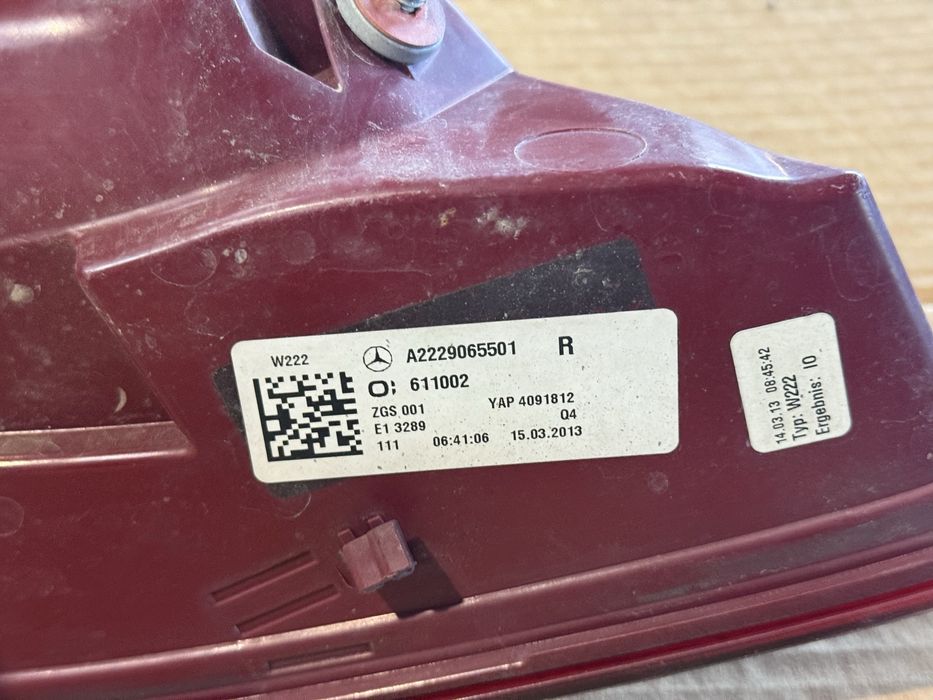 W222
A2229065501 R
611002
ZGS 001 YAP 4091812
E1 3289 Q4
111 06:41:06 15.03.2013
14.03.13 08:45:42
Typ: W222
Ergebnis: IO